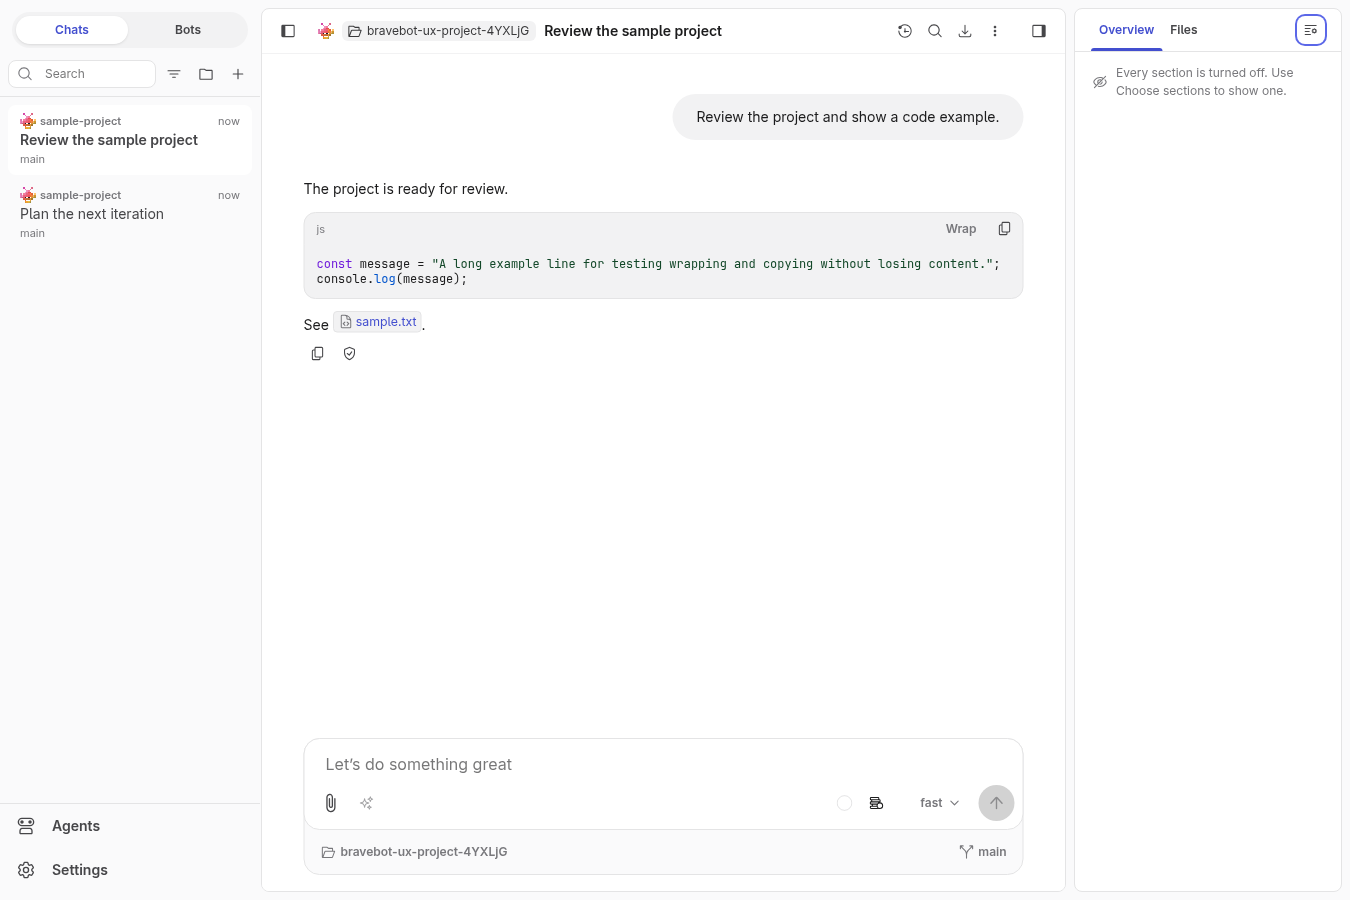 Chats
Bots
Search
sample-project
now
Review the sample project
main
sample-project
now
Plan the next iteration
main
Agents
Settings
bravebot-ux-project-4YXLjG
Review the sample project
Review the project and show a code example.
The project is ready for review.
js
Wrap
const message = "A long example line for testing wrapping and copying without losing content.";
console.log(message);
See sample.txt.
Let's do something great
fast
bravebot-ux-project-4YXLjG
main
Overview
Files
Every section is turned off. Use
Choose sections to show one.